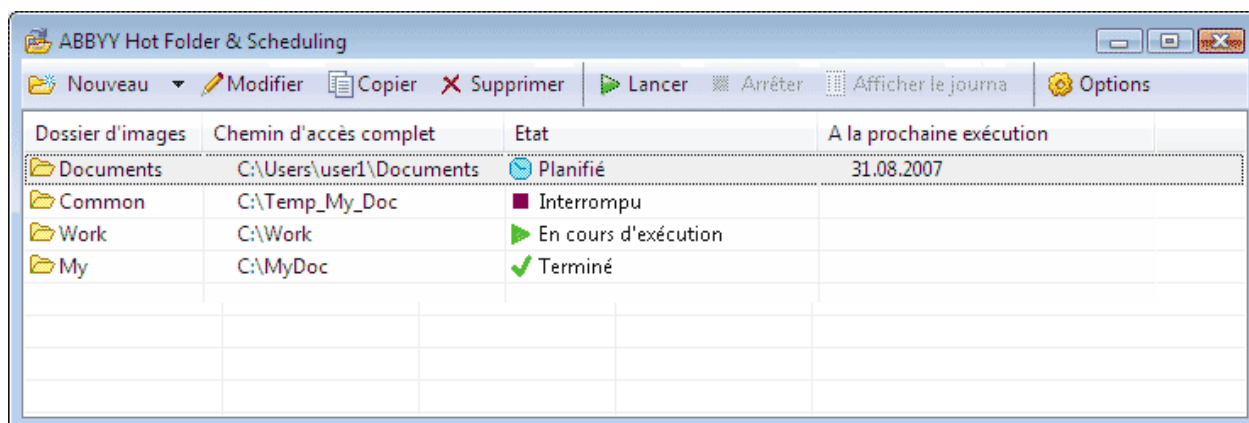 ABBYY Hot Folder & Scheduling
Nouveau Modifier Copier Supprimer Lancer Arrêter Afficher le journa Options
Dossier d'images Chemin d'accès complet Etat A la prochaine exécution
Documents C:\Users\user1\Documents Planifié 31.08.2007
Common C:\Temp_My_Doc Interrompu
Work C:\Work En cours d'exécution
My C:\MyDoc Terminé